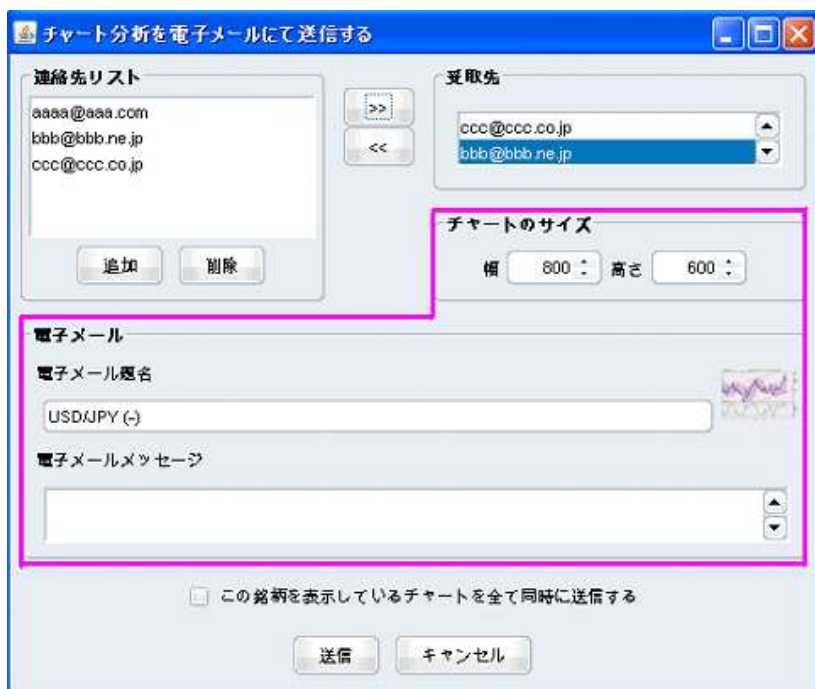 チャート分析を電子メールにて送信する
連絡先リスト
aaaa@aaa.com
bbb@bbb.ne.jp
ccc@ccc.co.jp
追加 削除
>>
<<
受取先
ccc@ccc.co.jp
bbb@bbb.ne.jp
チャートのサイズ
幅 800 高さ 600
電子メール
電子メール題名
USD/JPY (-)
電子メールメッセージ
この銘柄を表示しているチャートを全て同時に送信する
送信 キャンセル